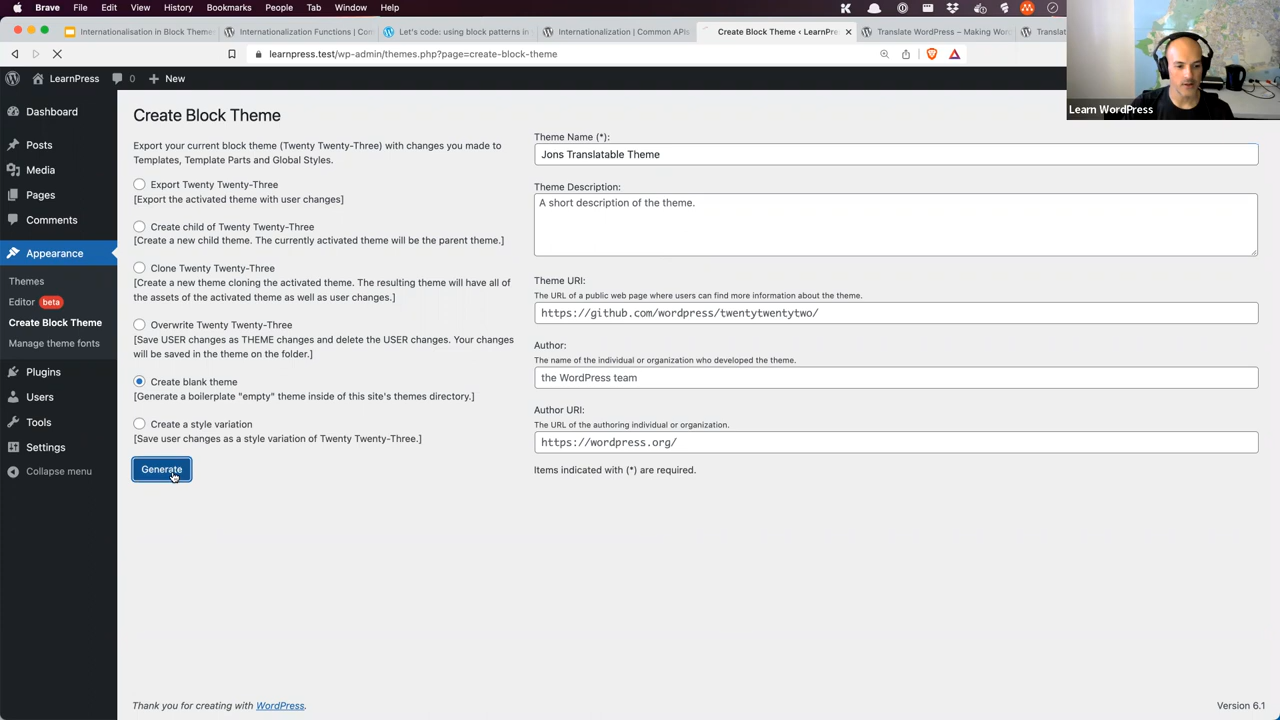 Brave File Edit View History Bookmarks People Tab Window Help
Internationalisation in Block Theme
Internationalization Functions | Com
Let's code: using block patterns in
Internationalization | Common APIs
Create Block Theme ‹ LearnPre
Translate WordPress – Making Wor
learnpress.test/wp-admin/themes.php?page=create-block-theme
LearnPress 0 New
Learn WordPress
Dashboard
Posts
Media
Pages
Comments
Appearance
Themes
Editor beta
Create Block Theme
Manage theme fonts
Plugins
Users
Tools
Settings
Collapse menu
Create Block Theme
Export your current block theme (Twenty Twenty-Three) with changes you made to
Templates, Template Parts and Global Styles.
Export Twenty Twenty-Three
[Export the activated theme with user changes]
Create child of Twenty Twenty-Three
[Create a new child theme. The currently activated theme will be the parent theme.]
Clone Twenty Twenty-Three
[Create a new theme cloning the activated theme. The resulting theme will have all of
the assets of the activated theme as well as user changes.]
Overwrite Twenty Twenty-Three
[Save USER changes as THEME changes and delete the USER changes. Your changes
will be saved in the theme on the folder.]
Create blank theme
[Generate a boilerplate "empty" theme inside of this site's themes directory.]
Create a style variation
[Save user changes as a style variation of Twenty Twenty-Three.]
Generate
Theme Name (*):
Jons Translatable Theme
Theme Description:
A short description of the theme.
Theme URI:
The URL of a public web page where users can find more information about the theme.
https://github.com/wordpress/twentytwentytwo/
Author:
The name of the individual or organization who developed the theme.
the WordPress team
Author URI:
The URL of the authoring individual or organization.
https://wordpress.org/
Items indicated with (*) are required.
Thank you for creating with WordPress.
Version 6.1